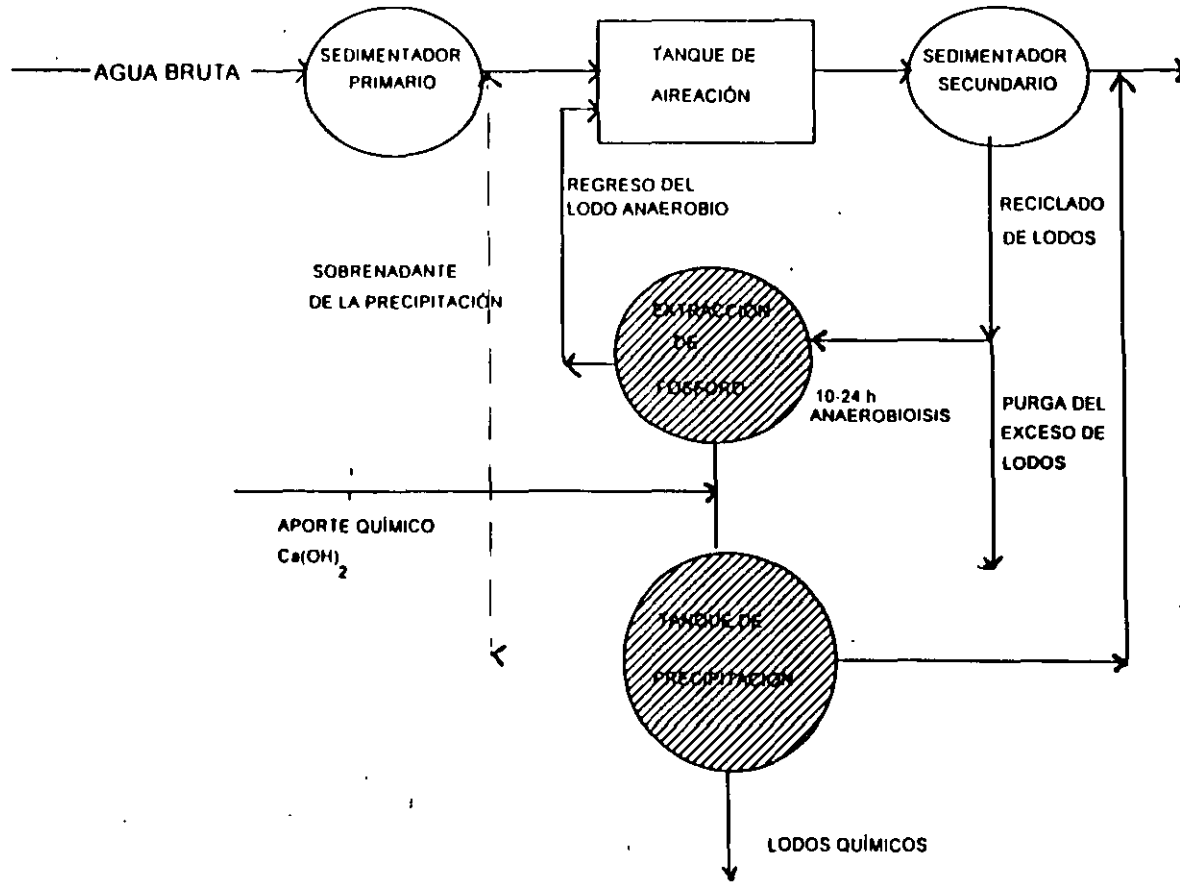 AGUA BRUTA
SEDIMENTADOR
PRIMARIO
TANQUE DE
AIREACIÓN
SEDIMENTADOR
SECUNDARIO
REGRESO DEL
LODO ANAEROBIO
RECICLADO
DE LODOS
SOBRENADANTE
DE LA PRECIPITACIÓN
EXTRACCIÓN
DE
FOSFORO
10-24 h
ANAEROBIOISIS
PURGA DEL
EXCESO DE
LODOS
APORTE QUÍMICO
Ca(OH)2
TANQUE DE
PRECIPITACIÓN
LODOS QUÍMICOS